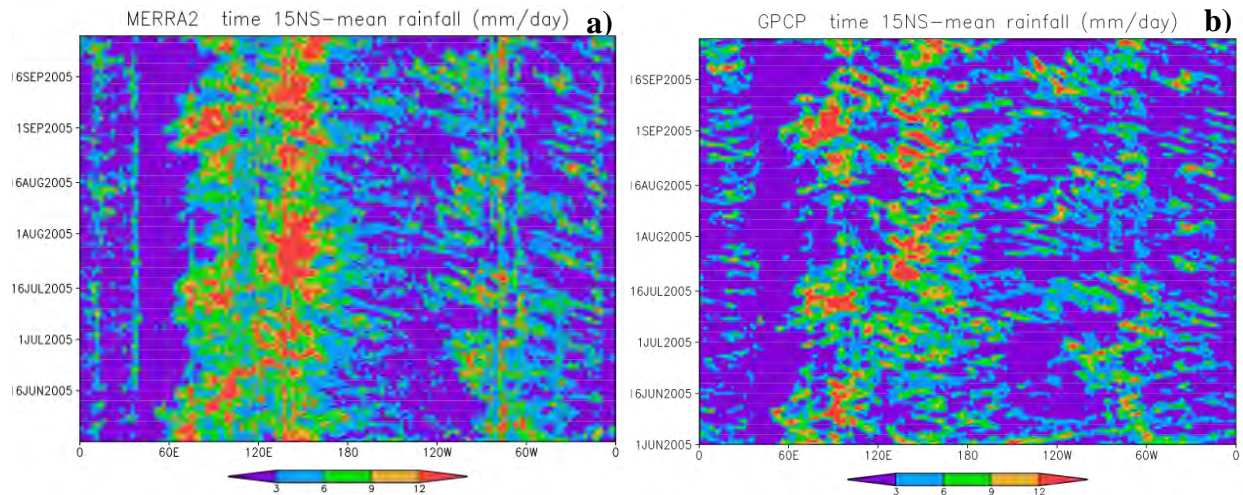 MERRA2 time 15NS-mean rainfall (mm/day) a)
16SEP2005
1SEP2005
16AUG2005
1AUG2005
16JUL2005
1JUL2005
16JUN2005
0 60E 120E 180 120W 60W 0
3 6 9 12
GPCP time 15NS-mean rainfall (mm/day) b)
16SEP2005
1SEP2005
16AUG2005
1AUG2005
16JUL2005
1JUL2005
16JUN2005
1JUN2005
0 60E 120E 180 120W 60W 0
3 6 9 12